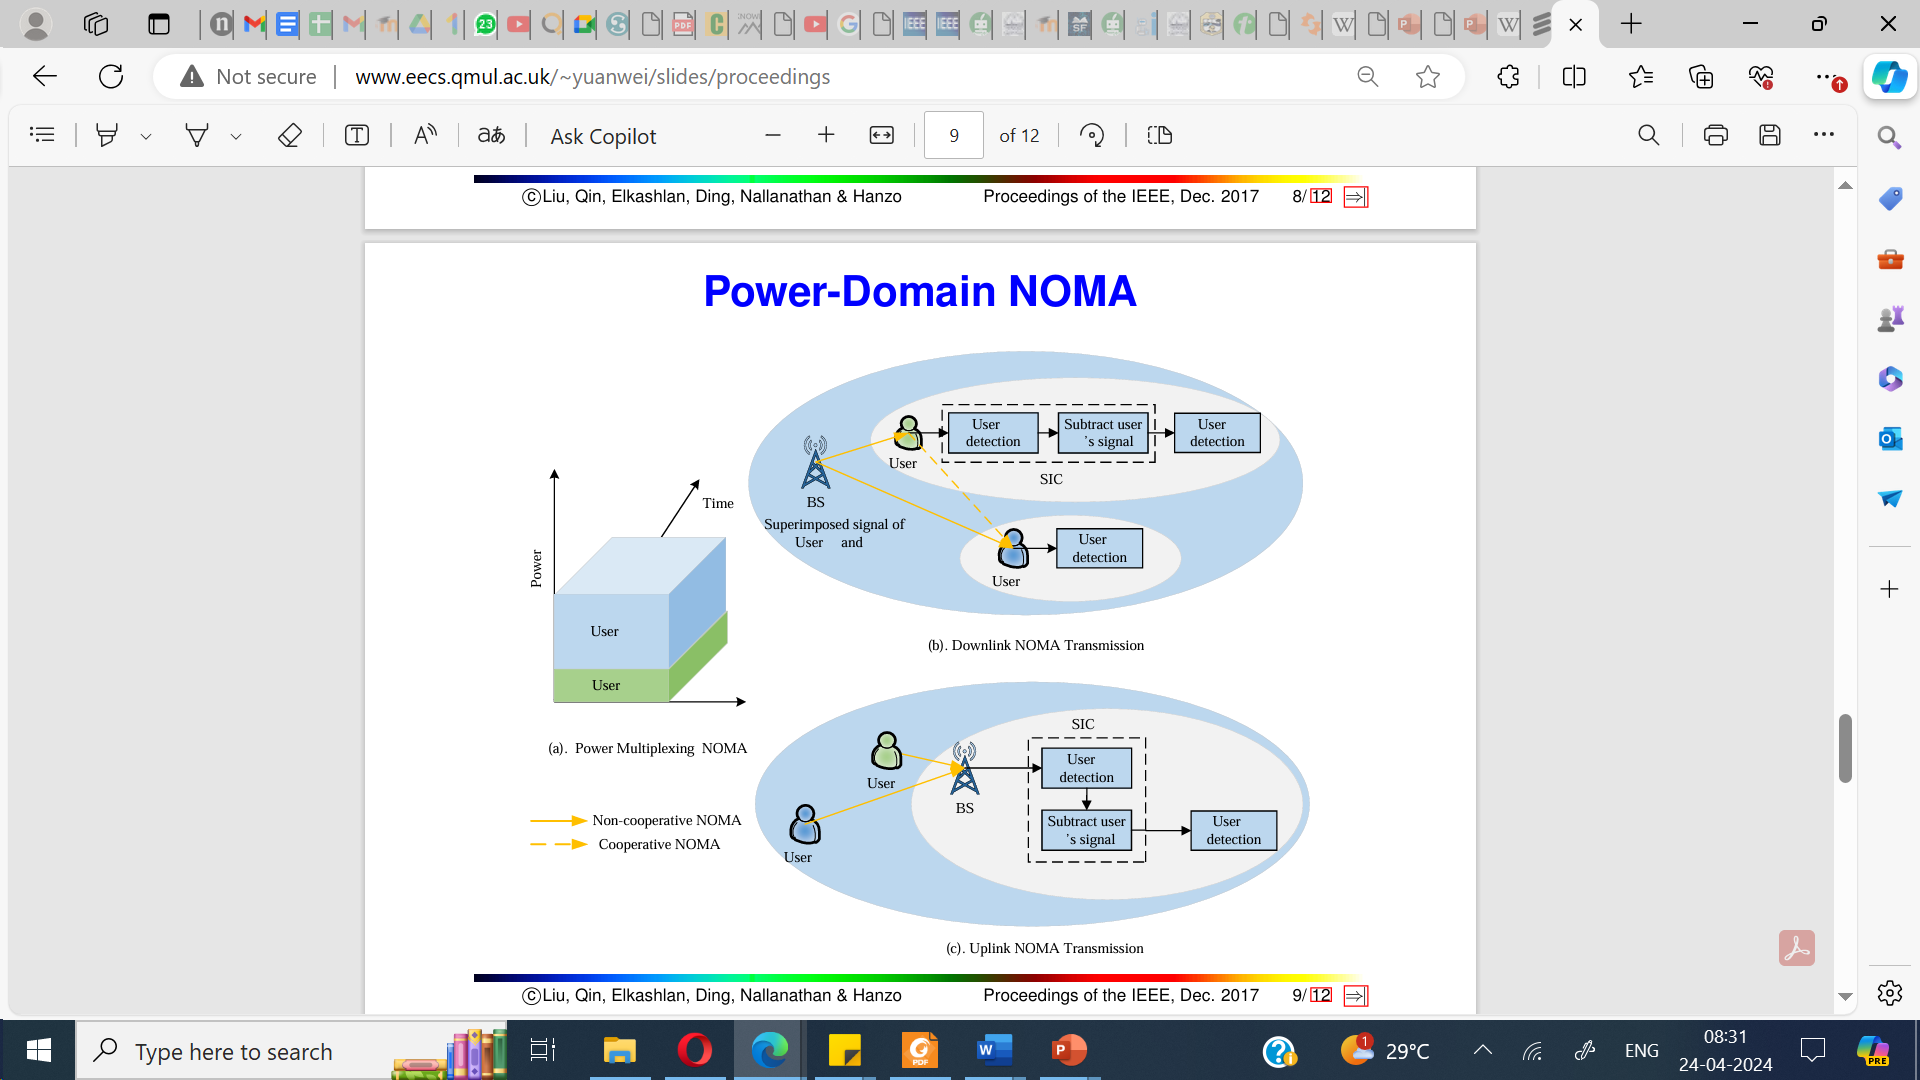 23
Not secure
www.eecs.qmul.ac.uk/~yuanwei/slides/proceedings
Ask Copilot
9 of 12
©Liu, Qin, Elkashlan, Ding, Nallanathan & Hanzo Proceedings of the IEEE, Dec. 2017 8/ 12
Power-Domain NOMA
User
detection
Subtract user
's signal
User
detection
User
SIC
BS
Superimposed signal of
User and
User
detection
User
(b). Downlink NOMA Transmission
Time
Power
User
User
(a). Power Multiplexing NOMA
Non-cooperative NOMA
Cooperative NOMA
SIC
User
User
BS
User
detection
Subtract user
's signal
User
detection
(c). Uplink NOMA Transmission
©Liu, Qin, Elkashlan, Ding, Nallanathan & Hanzo Proceedings of the IEEE, Dec. 2017 9/ 12
Type here to search
1
29°C
ENG
08:31
24-04-2024
PRE